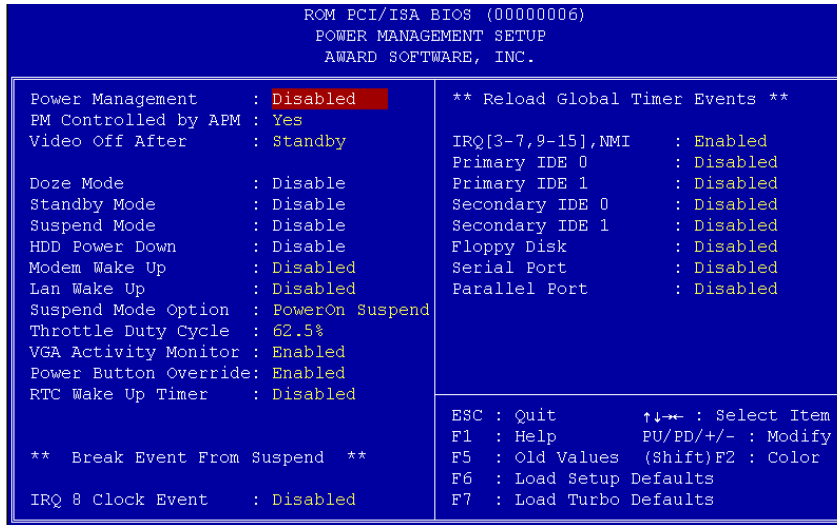 ROM PCI/ISA BIOS (00000006)
POWER MANAGEMENT SETUP
AWARD SOFTWARE, INC.
Power Management : Disabled
PM Controlled by APM : Yes
Video Off After : Standby
Doze Mode : Disable
Standby Mode : Disable
Suspend Mode : Disable
HDD Power Down : Disable
Modem Wake Up : Disabled
Lan Wake Up : Disabled
Suspend Mode Option : PowerOn Suspend
Throttle Duty Cycle : 62.5%
VGA Activity Monitor : Enabled
Power Button Override: Enabled
RTC Wake Up Timer : Disabled
** Break Event From Suspend **
IRQ 8 Clock Event : Disabled
** Reload Global Timer Events **
IRQ[3-7,9-15],NMI : Enabled
Primary IDE 0 : Disabled
Primary IDE 1 : Disabled
Secondary IDE 0 : Disabled
Secondary IDE 1 : Disabled
Floppy Disk : Disabled
Serial Port : Disabled
Parallel Port : Disabled
ESC : Quit ↑↓→← : Select Item
F1 : Help PU/PD/+/- : Modify
F5 : Old Values (Shift)F2 : Color
F6 : Load Setup Defaults
F7 : Load Turbo Defaults